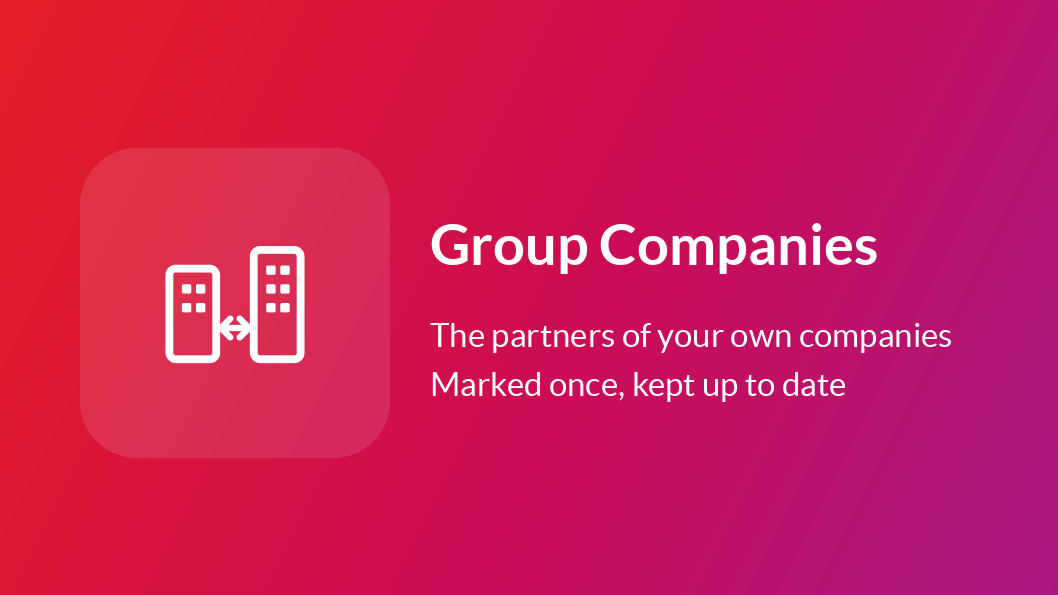 Group Companies
The partners of your own companies
Marked once, kept up to date